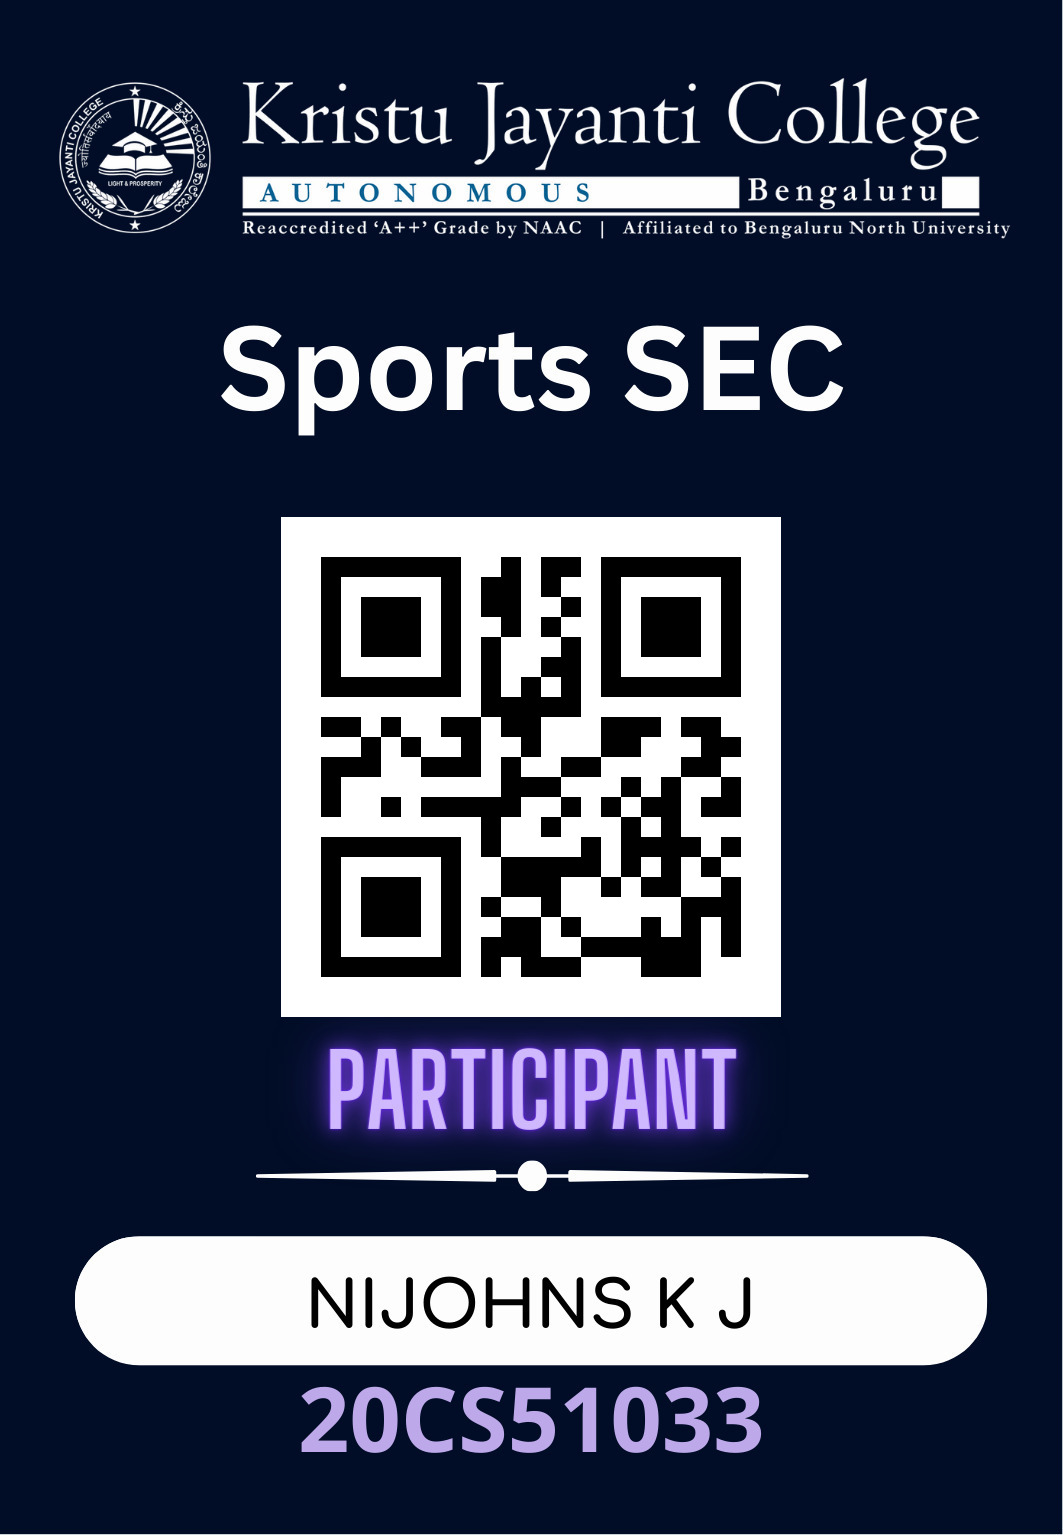 Kristu Jayanti College
AUTONOMOUS Bengaluru
Reaccredited ‘A++’ Grade by NAAC | Affiliated to Bengaluru North University
KRISTU JAYANTI COLLEGE
LIGHT & PROSPERITY
Sports SEC
PARTICIPANT
NIJOHNS K J
20CS51033